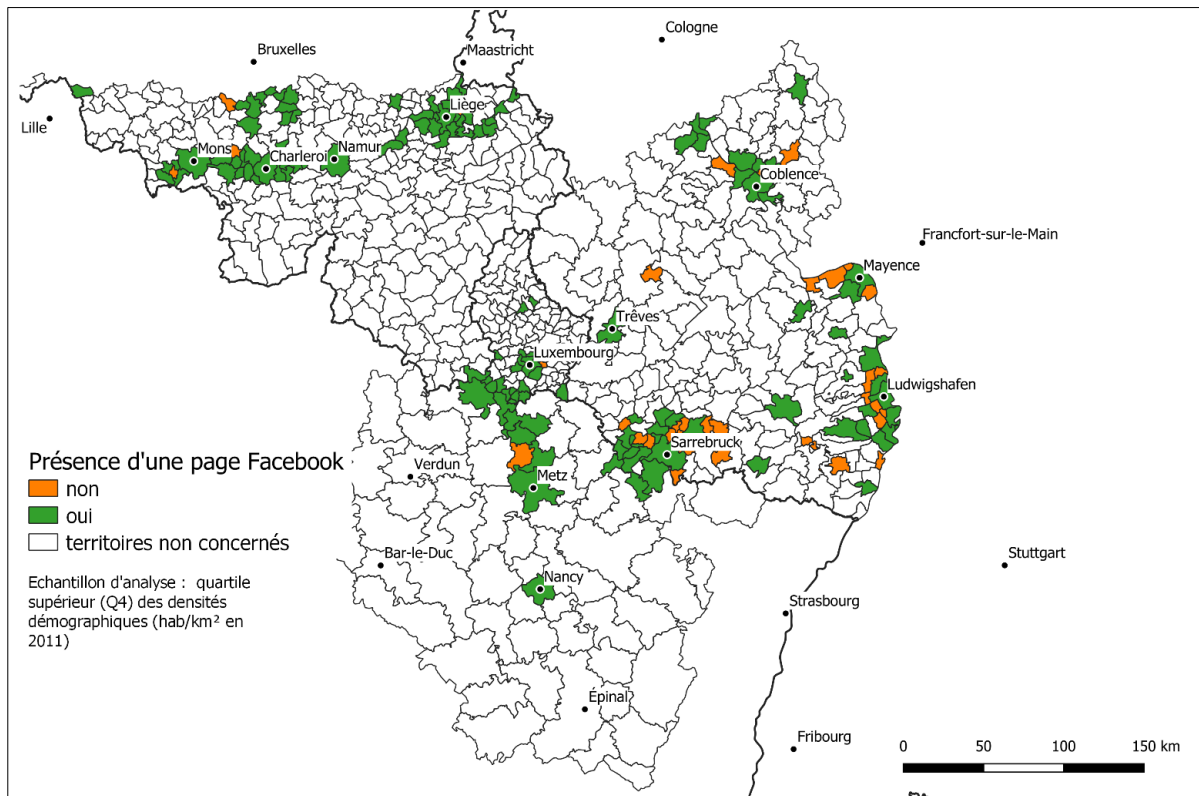 Cologne
Bruxelles
Maastricht
Lille
Liège
Mons
Namur
Charleroi
Coblence
Francfort-sur-le-Main
Mayence
Trêves
Luxembourg
Ludwigshafen
Sarrebruck
Présence d'une page Facebook
non
oui
territoires non concernés
Echantillon d'analyse : quartile
supérieur (Q4) des densités
démographiques (hab/km² en
2011)
Verdun
Metz
Bar-le-Duc
Nancy
Stuttgart
Strasbourg
Épinal
Fribourg
0 50 100 150 km